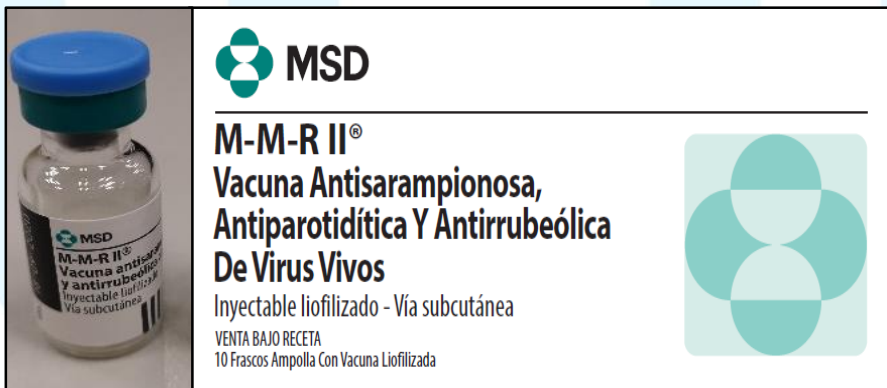 MSD
M-M-R II®
Vacuna
y antirrubeólica
Inyectable liofilizado
Vía subcutánea
MSD
M-M-R II®
Vacuna Antisarampionosa,
Antiparotidítica Y Antirrubeólica
De Virus Vivos
Inyectable liofilizado - Vía subcutánea
VENTA BAJO RECETA
10 Frascos Ampolla Con Vacuna Liofilizada